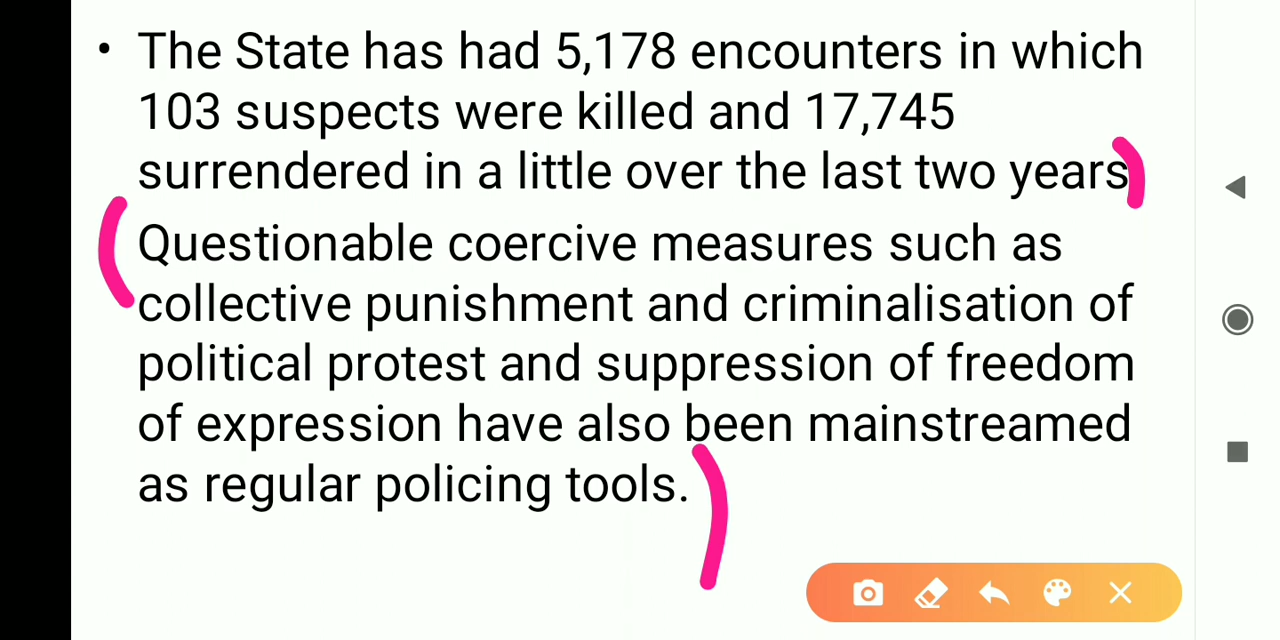 • The State has had 5,178 encounters in which
103 suspects were killed and 17,745
surrendered in a little over the last two years
Questionable coercive measures such as
collective punishment and criminalisation of
political protest and suppression of freedom
of expression have also been mainstreamed
as regular policing tools.